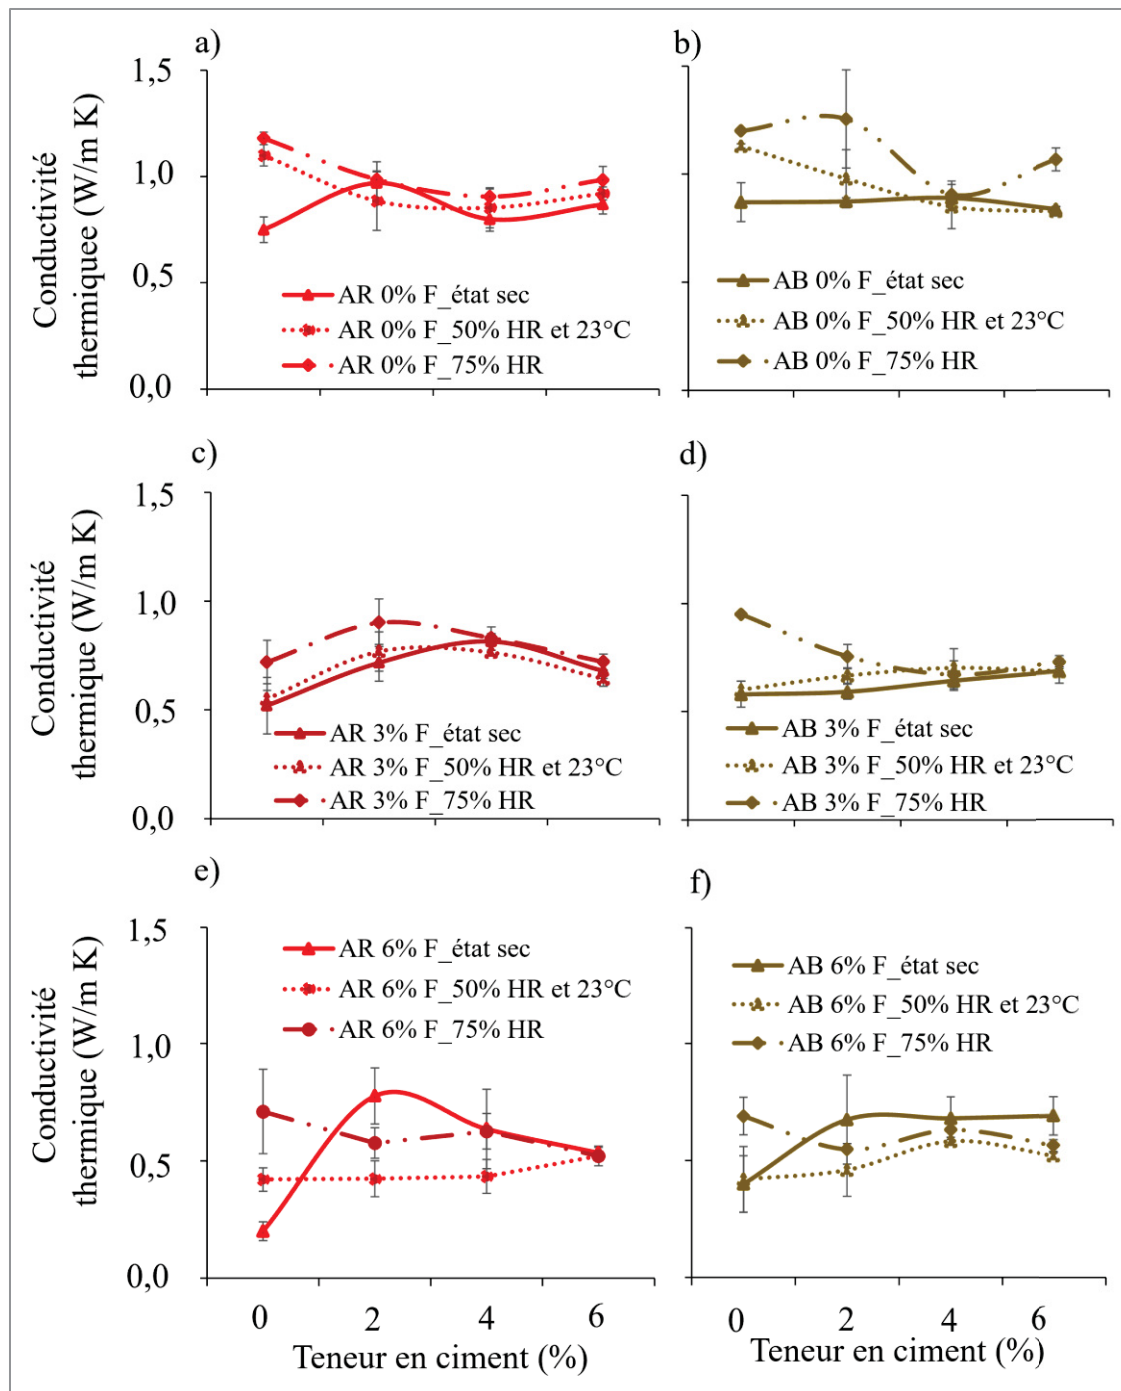 a)
b)
Conductivité
thermiquee (W/m K)
1,5
1,0
0,5
0,0
AR 0% F_état sec
AR 0% F_50% HR et 23°C
AR 0% F_75% HR
AB 0% F_état sec
AB 0% F_50% HR et 23°C
AB 0% F_75% HR
c)
d)
Conductivité
thermique (W/m K)
1,5
1,0
0,5
0,0
AR 3% F_état sec
AR 3% F_50% HR et 23°C
AR 3% F_75% HR
AB 3% F_état sec
AB 3% F_50% HR et 23°C
AB 3% F_75% HR
e)
f)
Conductivité
thermique (W/m K)
1,5
1,0
0,5
0,0
AR 6% F_état sec
AR 6% F_50% HR et 23°C
AR 6% F_75% HR
AB 6% F_état sec
AB 6% F_50% HR et 23°C
AB 6% F_75% HR
0 2 4 6
Teneur en ciment (%)
0 2 4 6
Teneur en ciment (%)